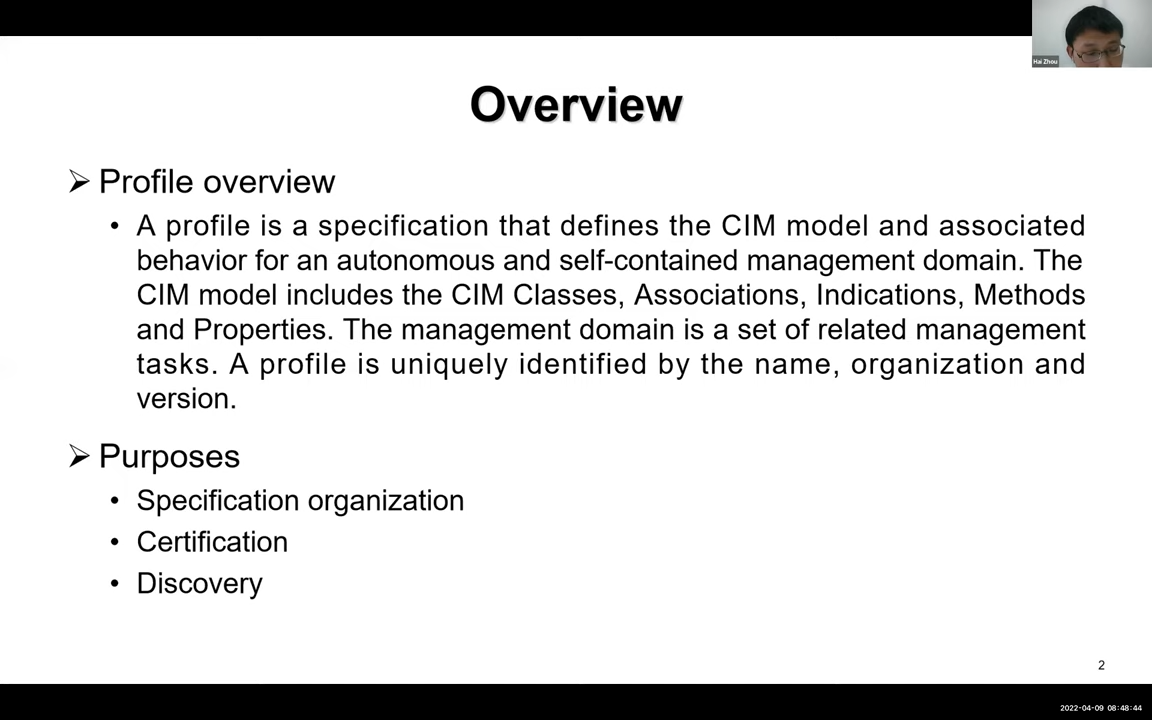 Hai Zhou
Overview
➢ Profile overview
• A profile is a specification that defines the CIM model and associated
behavior for an autonomous and self-contained management domain. The
CIM model includes the CIM Classes, Associations, Indications, Methods
and Properties. The management domain is a set of related management
tasks. A profile is uniquely identified by the name, organization and
version.
➢ Purposes
• Specification organization
• Certification
• Discovery
2
2022-04-09 08:48:44